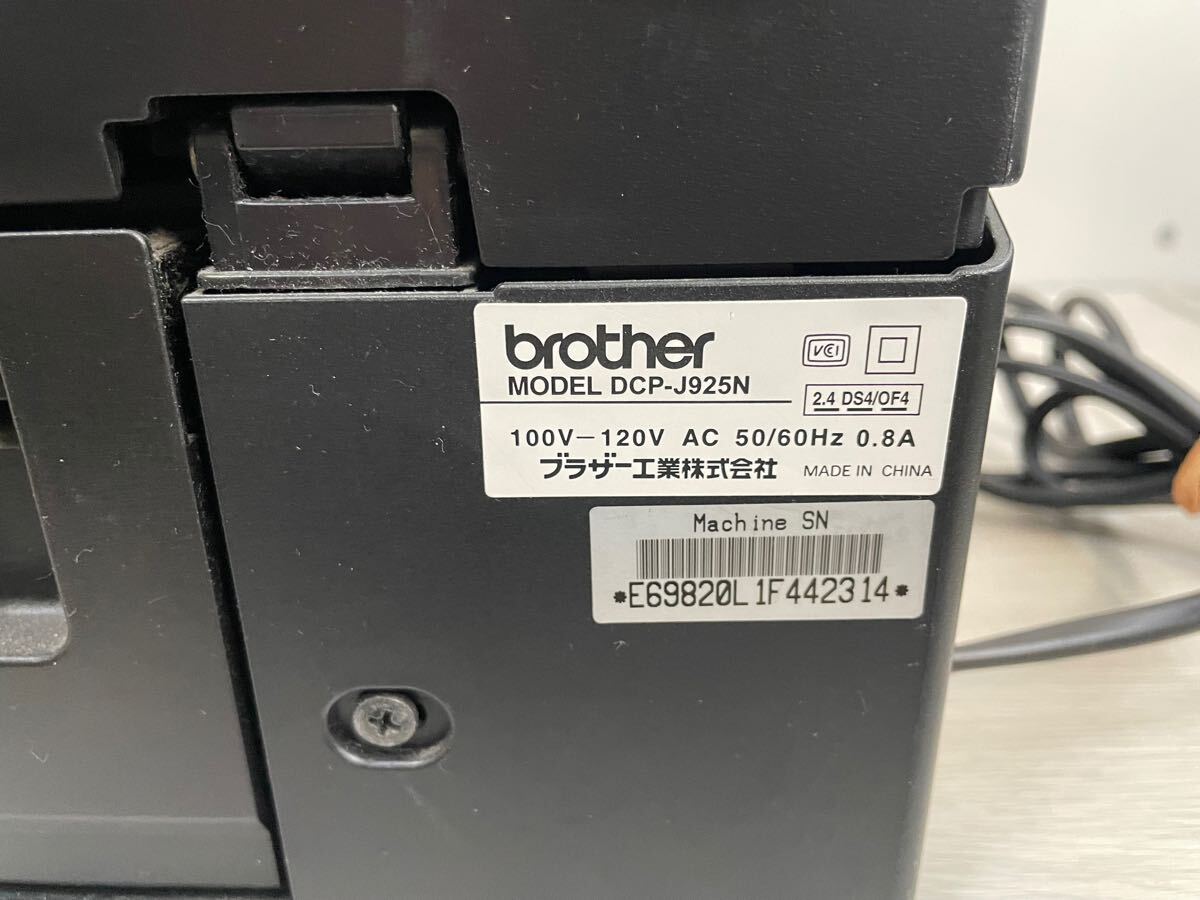 brother
MODEL DCP-J925N
VCI
2.4 DS4/OF4
100V-120V AC 50/60Hz 0.8A
ブラザー工業株式会社 MADE IN CHINA
Machine SN
*E69820L1F442314*